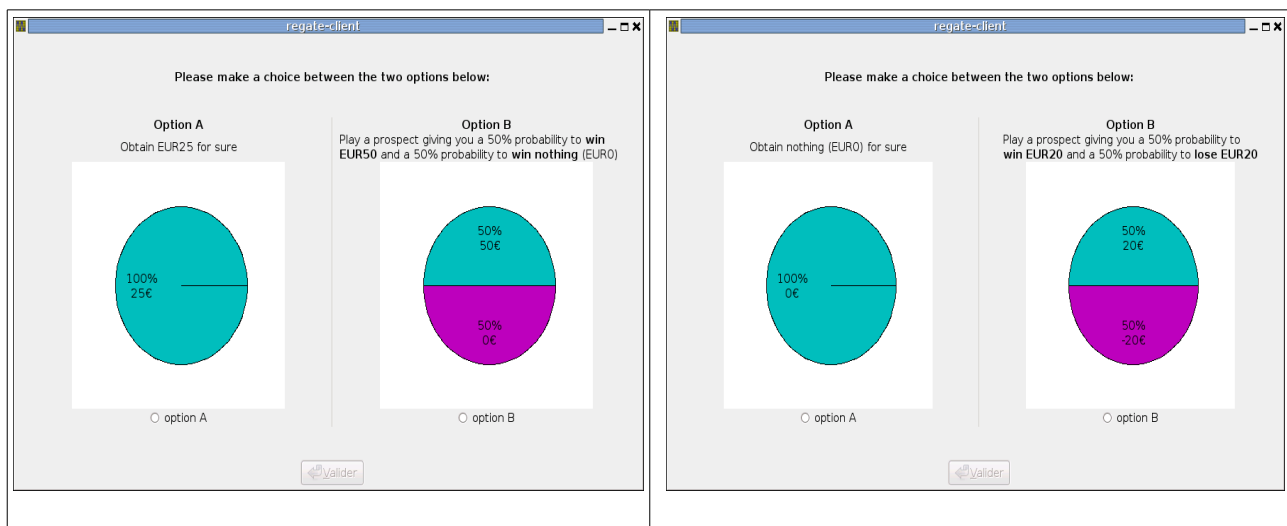 regate-client
Please make a choice between the two options below:
Option A
Obtain EUR25 for sure
100%
25€
option A
Option B
Play a prospect giving you a 50% probability to win
EUR50 and a 50% probability to win nothing (EUR0)
50%
50€
50%
0€
option B
Valider
regate-client
Please make a choice between the two options below:
Option A
Obtain nothing (EUR0) for sure
100%
0€
option A
Option B
Play a prospect giving you a 50% probability to
win EUR20 and a 50% probability to lose EUR20
50%
20€
50%
-20€
option B
Valider